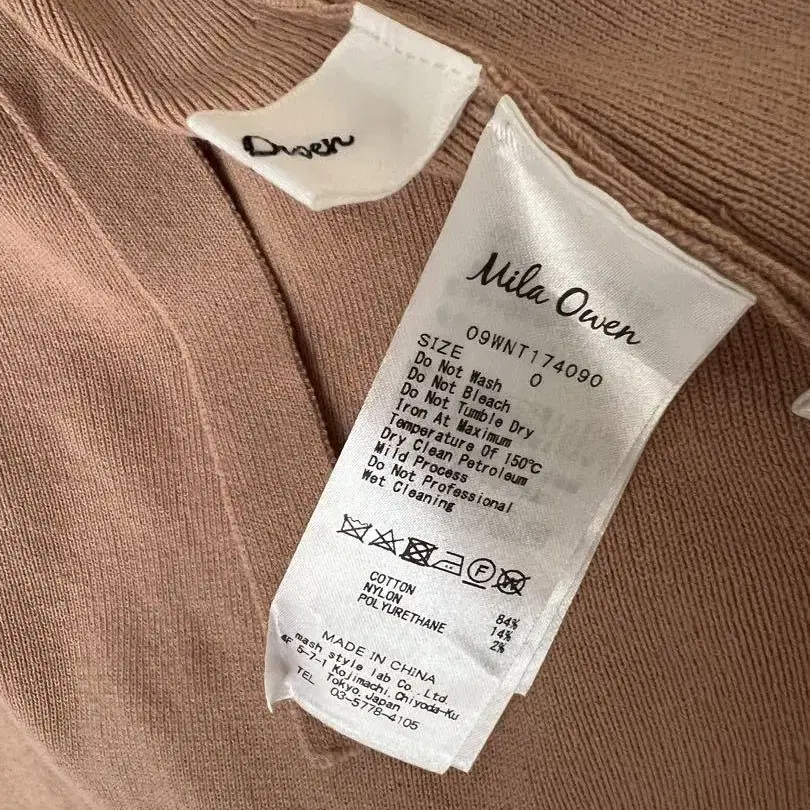 Owen
Mila Owen
09WNT174090
SIZE 0
Do Not Wash
Do Not Bleach
Do Not Tumble Dry
Iron At Maximum
Temperature Of 150℃
Dry Clean Petroleum
Mild Process
Do Not Professional
Wet Cleaning
F W
COTTON 84%
NYLON 14%
POLYURETHANE 2%
MADE IN CHINA
mash style lab Co.,Ltd.
4F 5-7-1 Kojimachi,Chiyoda-Ku
Tokyo,Japan
TEL 03-5778-4105